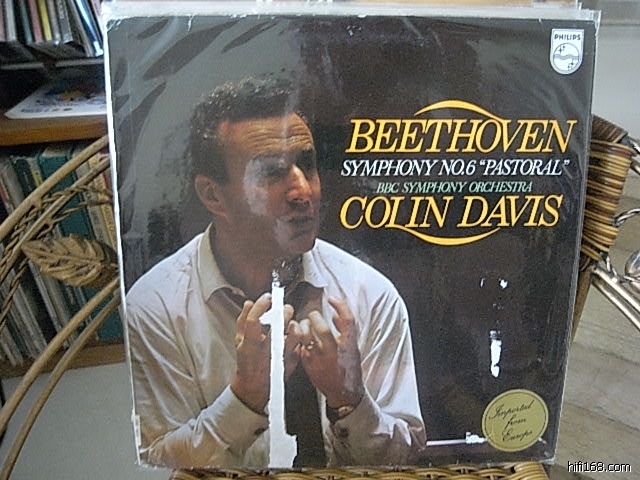 PHILIPS
BEETHOVEN
SYMPHONY NO.6 "PASTORAL"
BBC SYMPHONY ORCHESTRA
COLIN DAVIS
Imported
from
Europe
hifi168.com